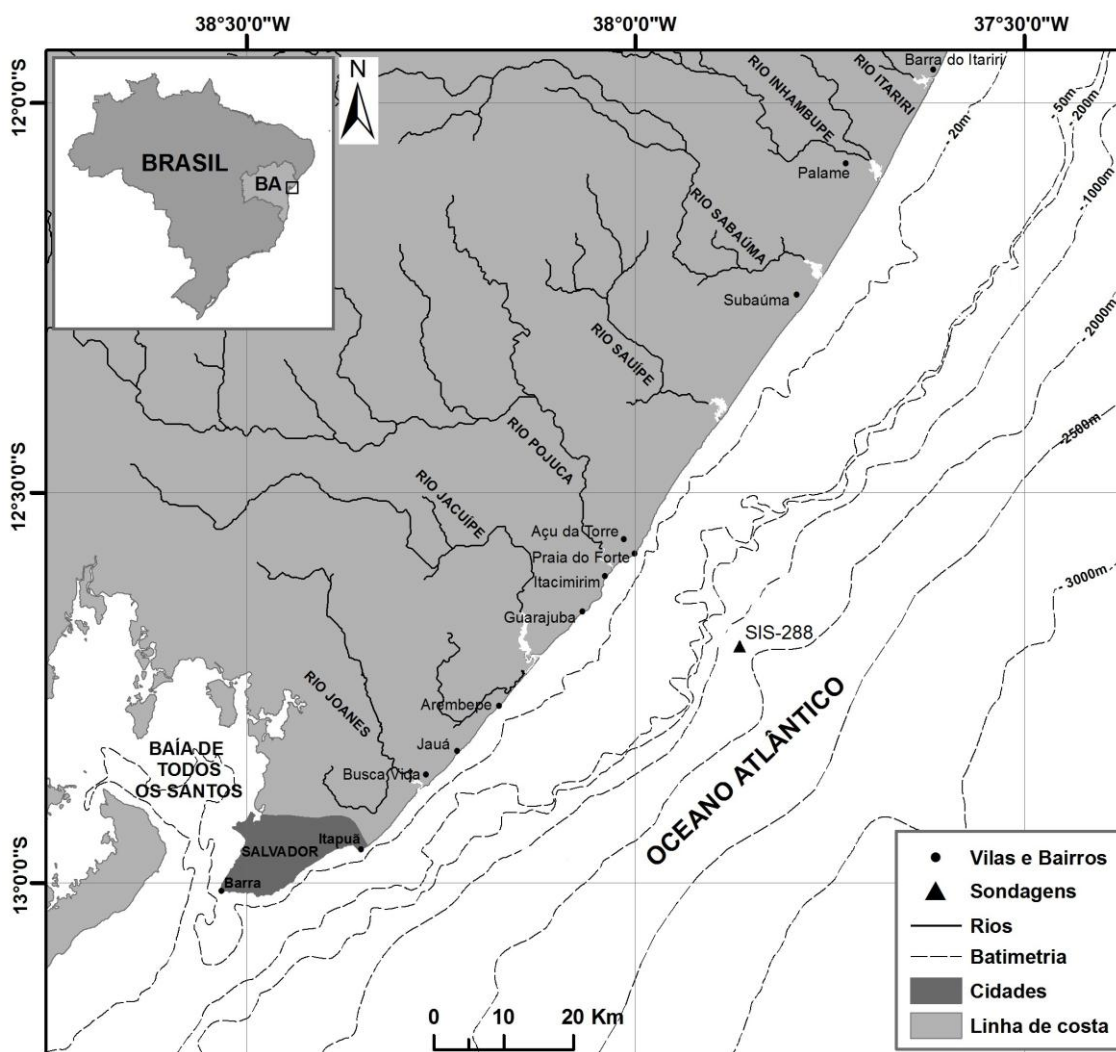 38°30'0"W
38°0'0"W
37°30'0"W
12°0'0"S
12°30'0"S
13°0'0"S
BRASIL
BA
N
RIO INHAMBUPE
RIO ITARIRI
Barra do Itariri
Palame
RIO SABAÚMA
Subaúma
RIO SAUÍPE
RIO POJUCA
RIO JACUÍPE
Açu da Torre
Praia do Forte
Itacimirim
Guarajuba
RIO JOANES
Arembepe
Jauá
Busca Vida
BAÍA DE
TODOS
OS SANTOS
Itapuã
SALVADOR
Barra
- 20m
- 50m
- 200m
- 1000m
- 2000m
-2500m
- 3000m
SIS-288
OCEANO ATLÂNTICO
0 10 20 Km
Vilas e Bairros
Sondagens
Rios
Batimetria
Cidades
Linha de costa